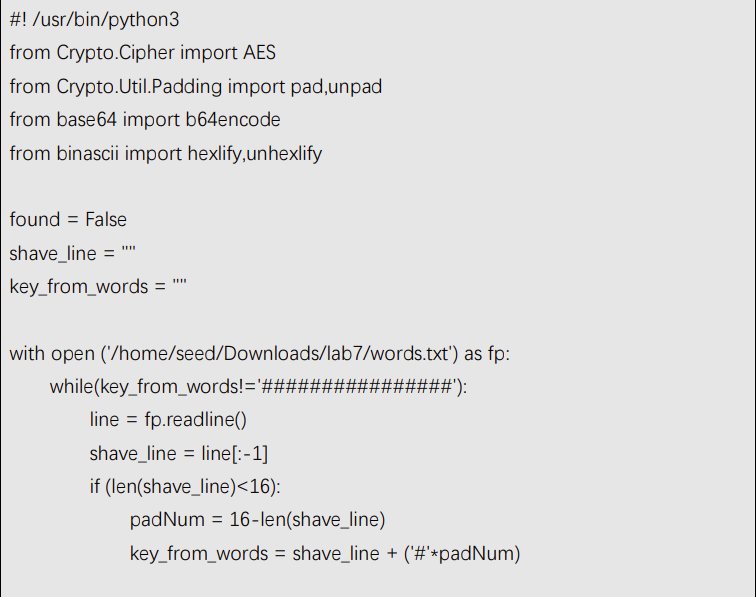 #! /usr/bin/python3
from Crypto.Cipher import AES
from Crypto.Util.Padding import pad,unpad
from base64 import b64encode
from binascii import hexlify,unhexlify
found = False
shave_line = ""
key_from_words = ""
with open ('/home/seed/Downloads/lab7/words.txt') as fp:
while(key_from_words!='################'):
line = fp.readline()
shave_line = line[:-1]
if (len(shave_line)<16):
padNum = 16-len(shave_line)
key_from_words = shave_line + ('#'*padNum)